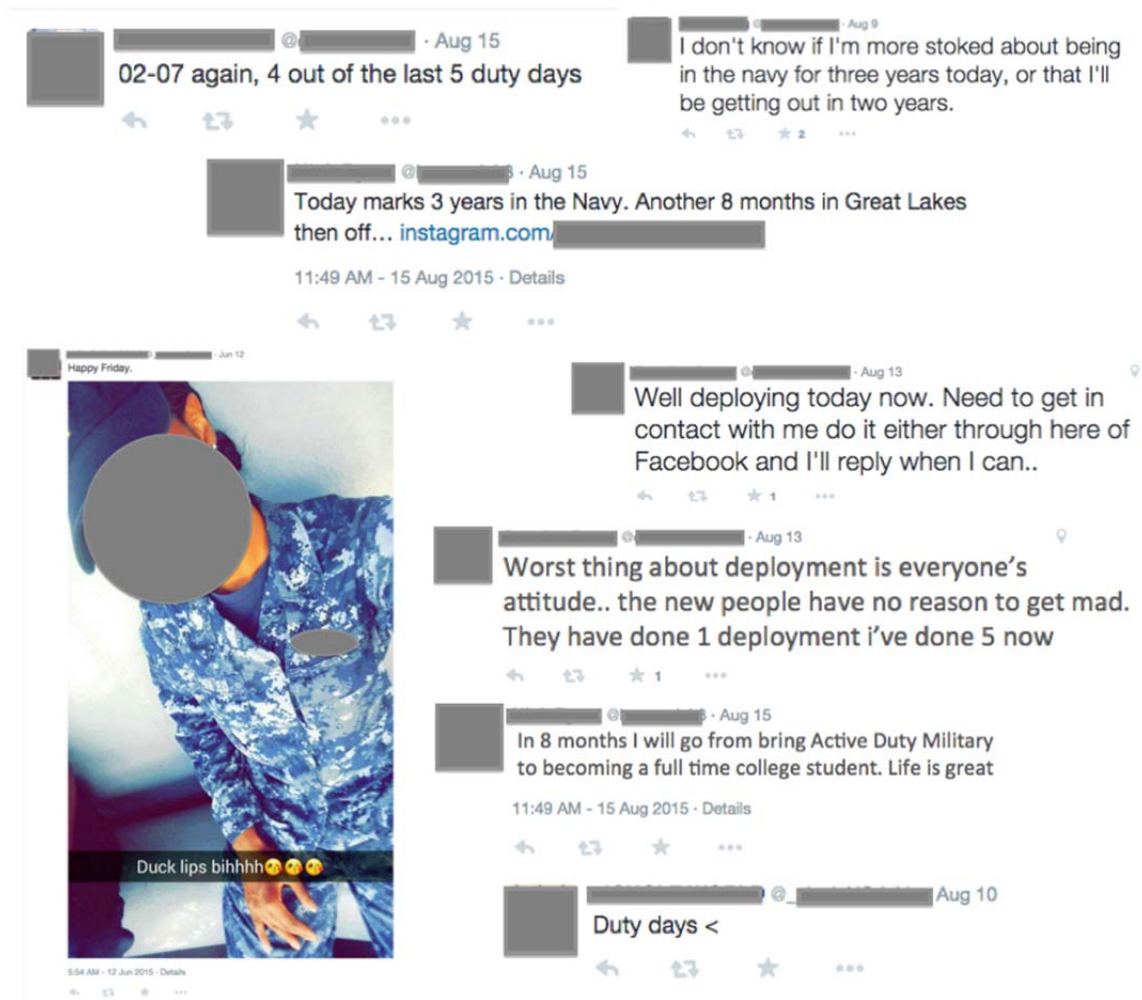 @ · Aug 15
02-07 again, 4 out of the last 5 duty days
@ · Aug 9
I don't know if I'm more stoked about being
in the navy for three years today, or that I'll
be getting out in two years.
2
@ 3 · Aug 15
Today marks 3 years in the Navy. Another 8 months in Great Lakes
then off... instagram.com/
11:49 AM - 15 Aug 2015 · Details
· Jun 12
Happy Friday.
Duck lips bihhhh😘😘😘
5:54 AM - 12 Jun 2015 · Details
@ · Aug 13
Well deploying today now. Need to get in
contact with me do it either through here of
Facebook and I'll reply when I can..
1
@ · Aug 13
Worst thing about deployment is everyone's
attitude.. the new people have no reason to get mad.
They have done 1 deployment i've done 5 now
1
@ 3 · Aug 15
In 8 months I will go from bring Active Duty Military
to becoming a full time college student. Life is great
11:49 AM - 15 Aug 2015 · Details
@_ Aug 10
Duty days <